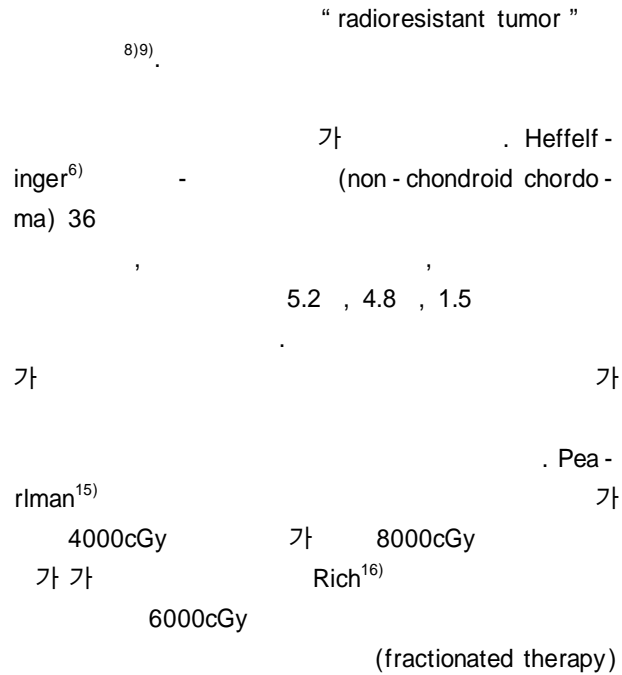 “ radioresistant tumor ”
8)9).
가 . Heffelf -
inger6) - (non - chondroid chordo -
ma) 36
, ,
5.2 , 4.8 , 1.5
.
가 가
. Pea -
rlman15) 가
4000cGy 가 8000cGy
가 가 Rich16)
6000cGy
(fractionated therapy)